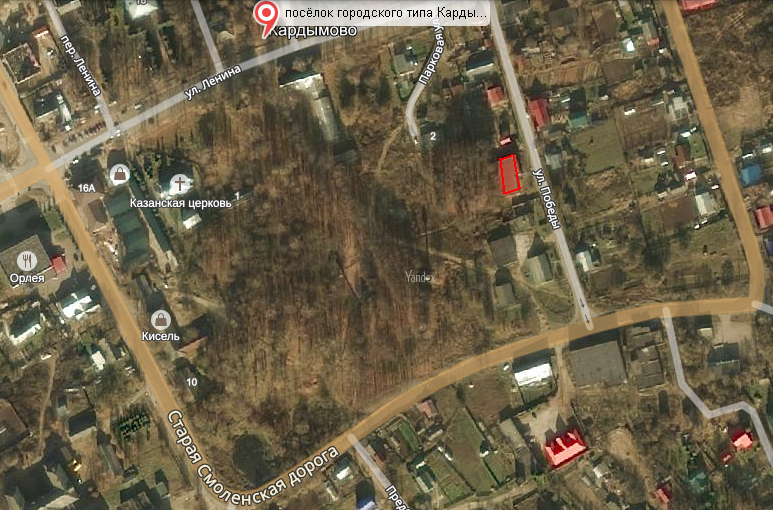 посёлок городского типа Карды...
Кардымово
пер. Ленина
ул. Ленина
Парковая ул
2
16А
Казанская церковь
1
ул. Победы
Орлея
Yandex
Кисель
10
Старая Смоленская дорога
Пред